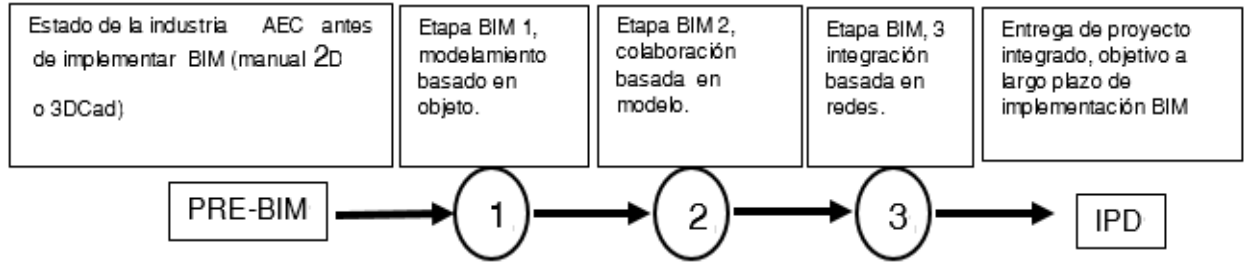 Estado de la industria AEC antes
de implementar BIM (manual 2D
o 3DCad)
Etapa BIM 1,
modelamiento
basado en
objeto.
Etapa BIM 2,
colaboración
basada en
modelo.
Etapa BIM, 3
integración
basada en
redes.
Entrega de proyecto
integrado, objetivo a
largo plazo de
implementación BIM
PRE-BIM
1
2
3
IPD